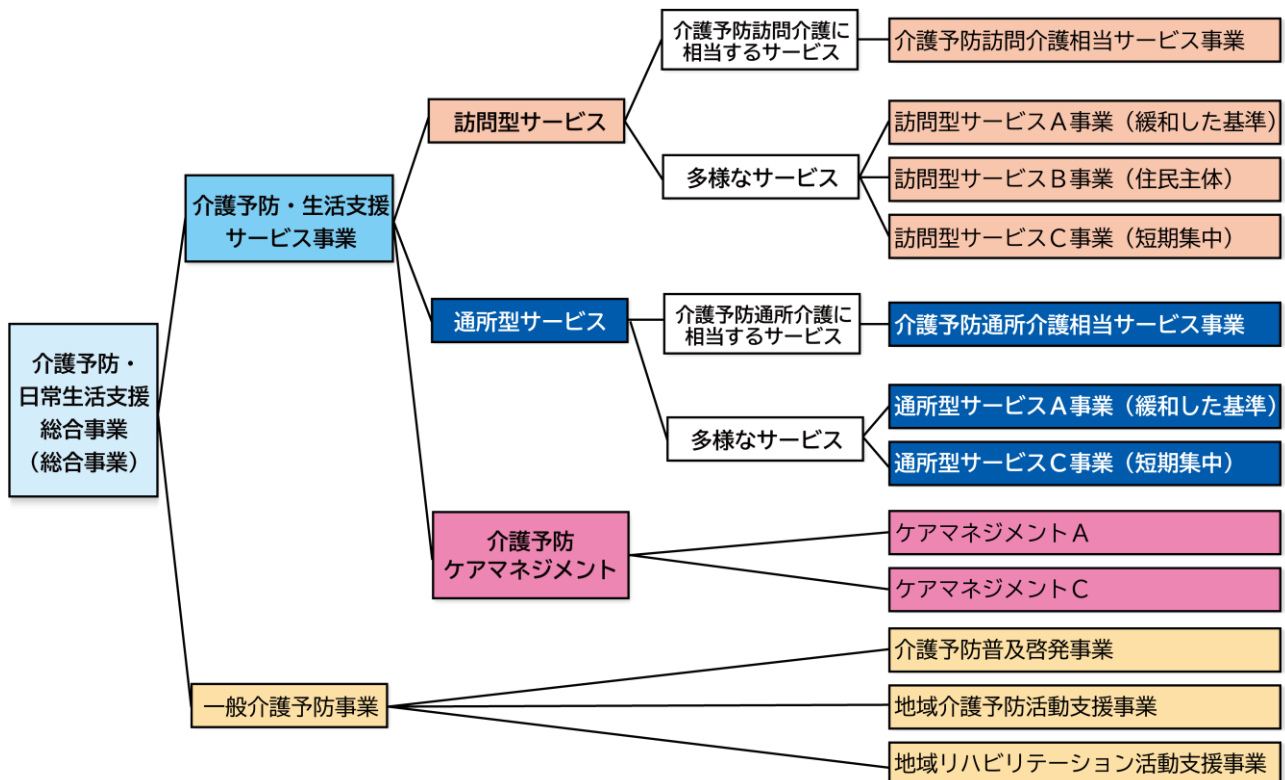 介護予防・
日常生活支援
総合事業
（総合事業）
介護予防・生活支援
サービス事業
訪問型サービス
介護予防訪問介護に
相当するサービス
介護予防訪問介護相当サービス事業
多様なサービス
訪問型サービスＡ事業（緩和した基準）
訪問型サービスＢ事業（住民主体）
訪問型サービスＣ事業（短期集中）
通所型サービス
介護予防通所介護に
相当するサービス
介護予防通所介護相当サービス事業
多様なサービス
通所型サービスＡ事業（緩和した基準）
通所型サービスＣ事業（短期集中）
介護予防
ケアマネジメント
ケアマネジメントＡ
ケアマネジメントＣ
一般介護予防事業
介護予防普及啓発事業
地域介護予防活動支援事業
地域リハビリテーション活動支援事業